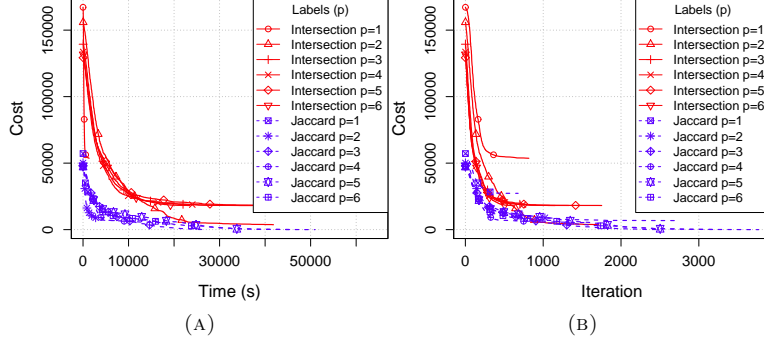 Labels (p)
Intersection p=1
Intersection p=2
Intersection p=3
Intersection p=4
Intersection p=5
Intersection p=6
Jaccard p=1
Jaccard p=2
Jaccard p=3
Jaccard p=4
Jaccard p=5
Jaccard p=6
Cost
150000
100000
50000
0
0 10000 30000 50000
Time (s)
(A)
Labels (p)
Intersection p=1
Intersection p=2
Intersection p=3
Intersection p=4
Intersection p=5
Intersection p=6
Jaccard p=1
Jaccard p=2
Jaccard p=3
Jaccard p=4
Jaccard p=5
Jaccard p=6
Cost
150000
100000
50000
0
0 1000 2000 3000
Iteration
(B)